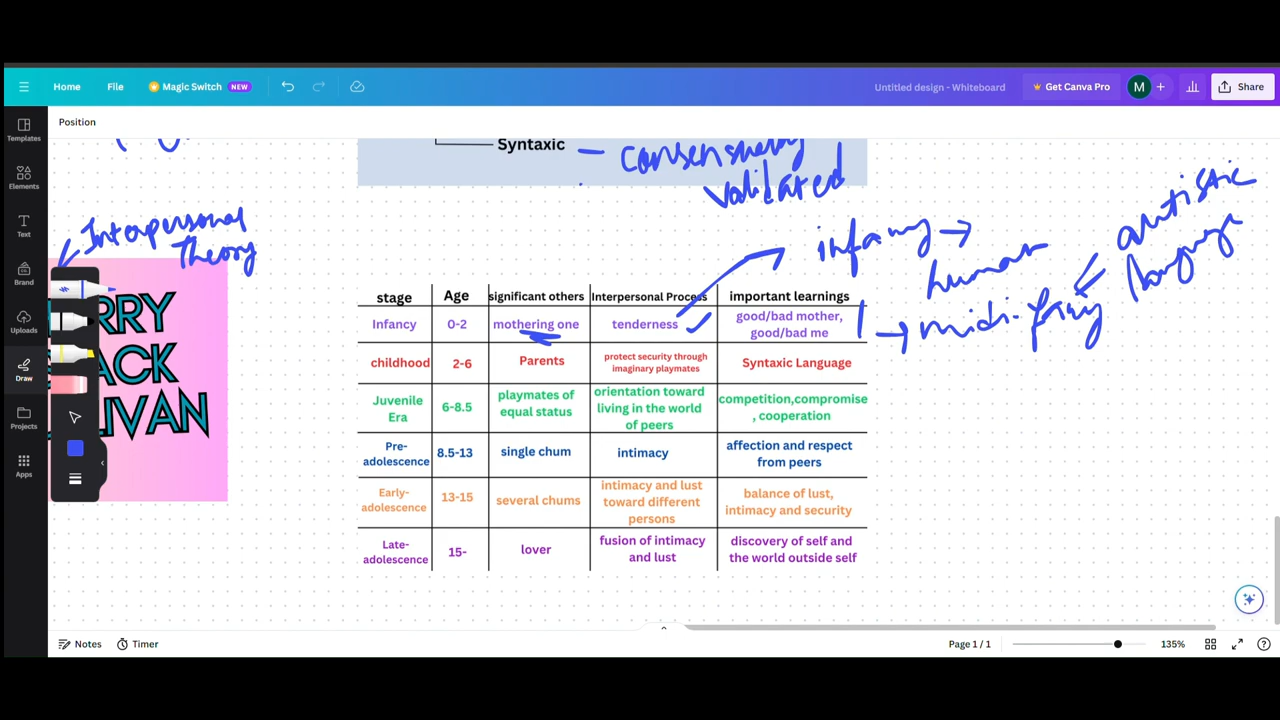 Home File Magic Switch NEW Untitled design - Whiteboard Get Canva Pro M + Share
Position
Templates
Elements
Text
Brand
Uploads
Draw
Projects
Apps
Syntaxic
validated
Interpersonal
Theory
RRY
ACK
LIVAN
infancy →
human
→ mid-infancy
autistic
language
stage Age significant others Interpersonal Process important learnings
Infancy 0-2 mothering one tenderness good/bad mother,
good/bad me
childhood 2-6 Parents protect security through
imaginary playmates Syntaxic Language
Juvenile
Era 6-8.5 playmates of
equal status orientation toward
living in the world
of peers competition,compromise
, cooperation
Pre-
adolescence 8.5-13 single chum intimacy affection and respect
from peers
Early-
adolescence 13-15 several chums intimacy and lust
toward different
persons balance of lust,
intimacy and security
Late-
adolescence 15- lover fusion of intimacy
and lust discovery of self and
the world outside self
Notes Timer Page 1 / 1 135%